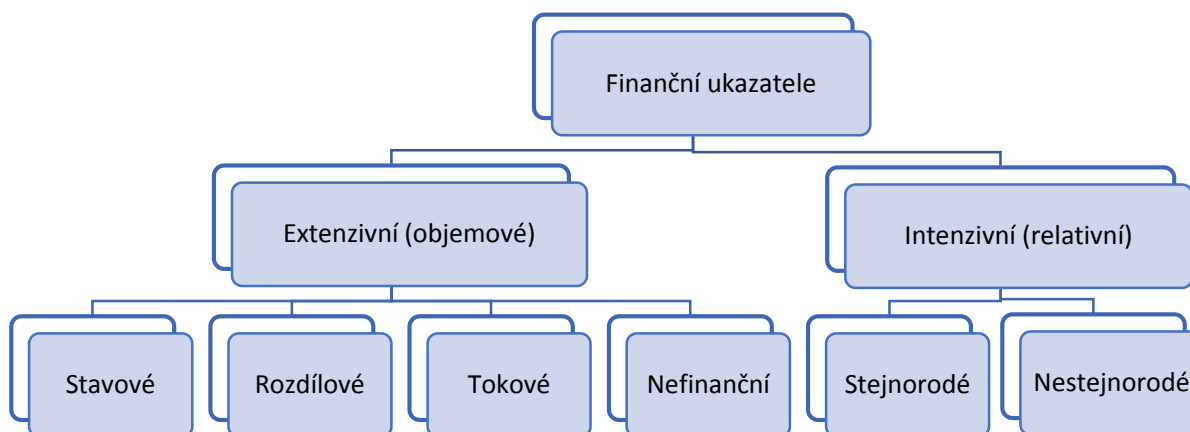 Finanční ukazatele
Extenzivní (objemové)
Intenzivní (relativní)
Stavové
Rozdílové
Tokové
Nefinanční
Stejnorodé
Nestejnorodé